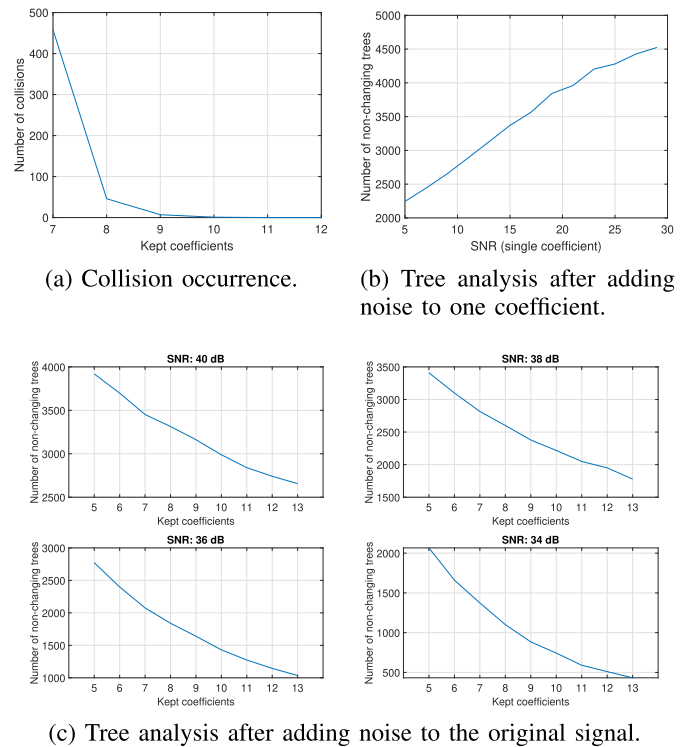 500
400
300
200
100
0
Number of collisions
7 8 9 10 11 12
Kept coefficients
(a) Collision occurrence.
5000
4500
4000
3500
3000
2500
2000
Number of non-changing trees
5 10 15 20 25 30
SNR (single coefficient)
(b) Tree analysis after adding
noise to one coefficient.
SNR: 40 dB
4000
3500
3000
2500
Number of non-changing trees
5 6 7 8 9 10 11 12 13
Kept coefficients
SNR: 38 dB
3500
3000
2500
2000
1500
Number of non-changing trees
5 6 7 8 9 10 11 12 13
Kept coefficients
SNR: 36 dB
3000
2500
2000
1500
1000
Number of non-changing trees
5 6 7 8 9 10 11 12 13
Kept coefficients
SNR: 34 dB
2000
1500
1000
500
Number of non-changing trees
5 6 7 8 9 10 11 12 13
Kept coefficients
(c) Tree analysis after adding noise to the original signal.